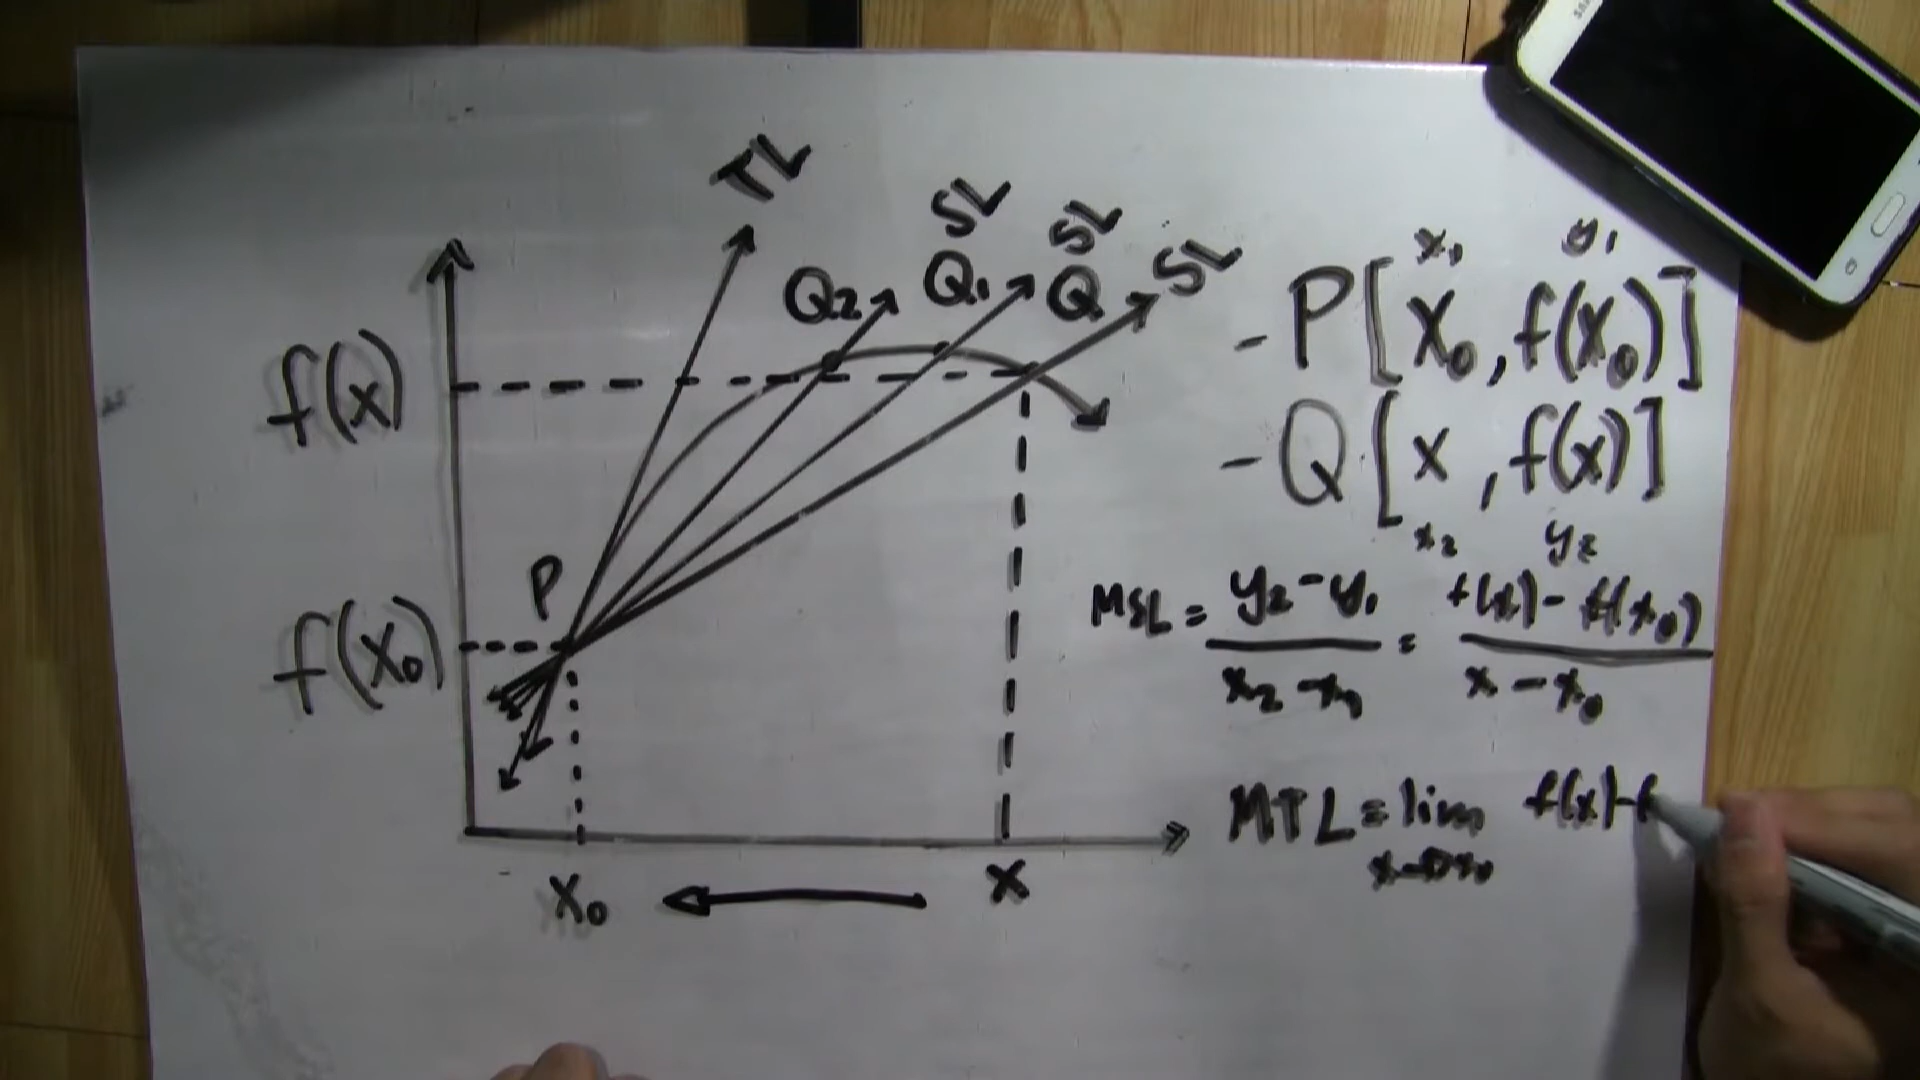 TL
SL
SL
SL
Q2
Q1
Q
f(x)
P
f(x₀)
x₀
x
x₁ y₁
- P[x₀, f(x₀)]
- Q[x, f(x)]
x₂ y₂
MSL = y₂ - y₁ / x₂ - x₁ = f(x) - f(x₀) / x - x₀
MTL = lim x→x₀ f(x) - f